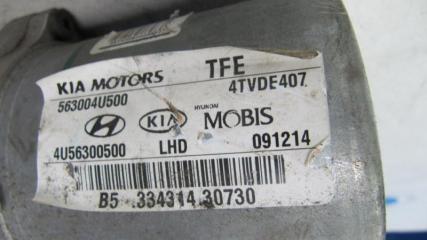 KIA MOTORS TFE
563004U500 4TVDE407
KIA HYUNDAI MOBIS
4U56300500 LHD 091214
B5 .334314.30730